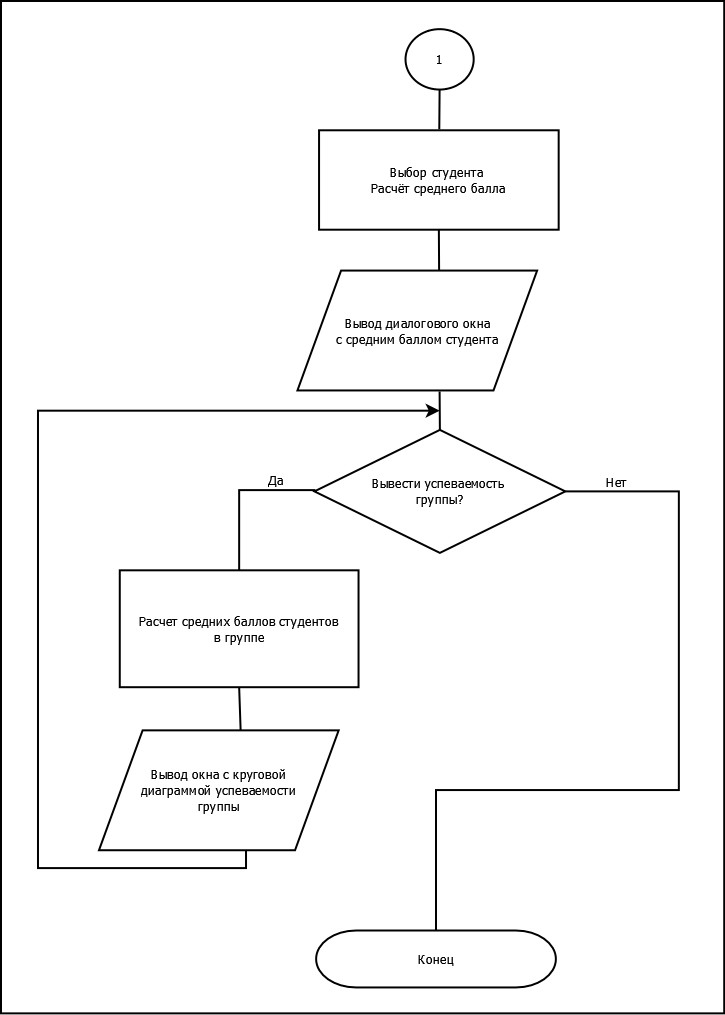 1
Выбор студента
Расчёт среднего балла
Вывод диалогового окна
с средним баллом студента
Вывести успеваемость
группы?
Да
Нет
Расчет средних баллов студентов
в группе
Вывод окна с круговой
диаграммой успеваемости
группы
Конец